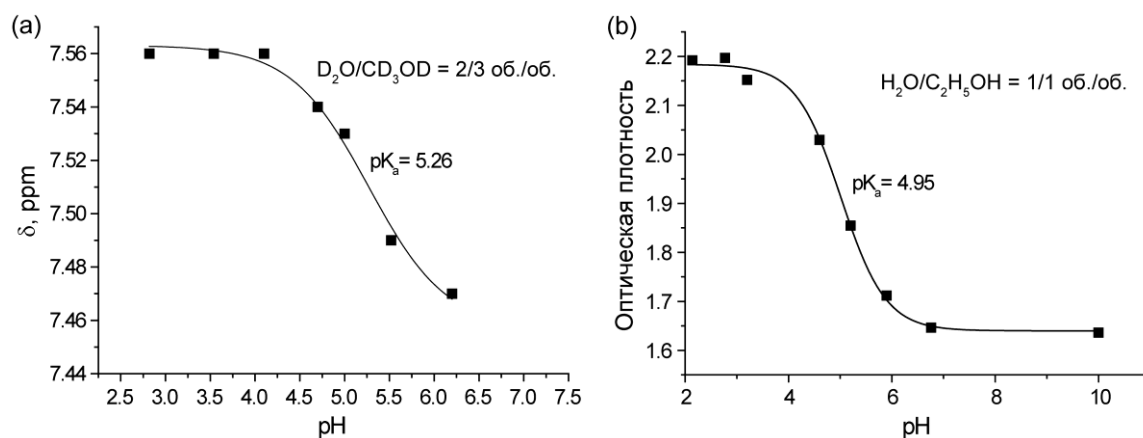 (a)
D₂O/CD₃OD = 2/3 об./об.
pKₐ = 5.26
δ, ppm
7.56
7.54
7.52
7.50
7.48
7.46
7.44
2.5 3.0 3.5 4.0 4.5 5.0 5.5 6.0 6.5 7.0 7.5
pH
(b)
H₂O/C₂H₅OH = 1/1 об./об.
pKₐ = 4.95
Оптическая плотность
2.2
2.1
2.0
1.9
1.8
1.7
1.6
2 4 6 8 10
pH